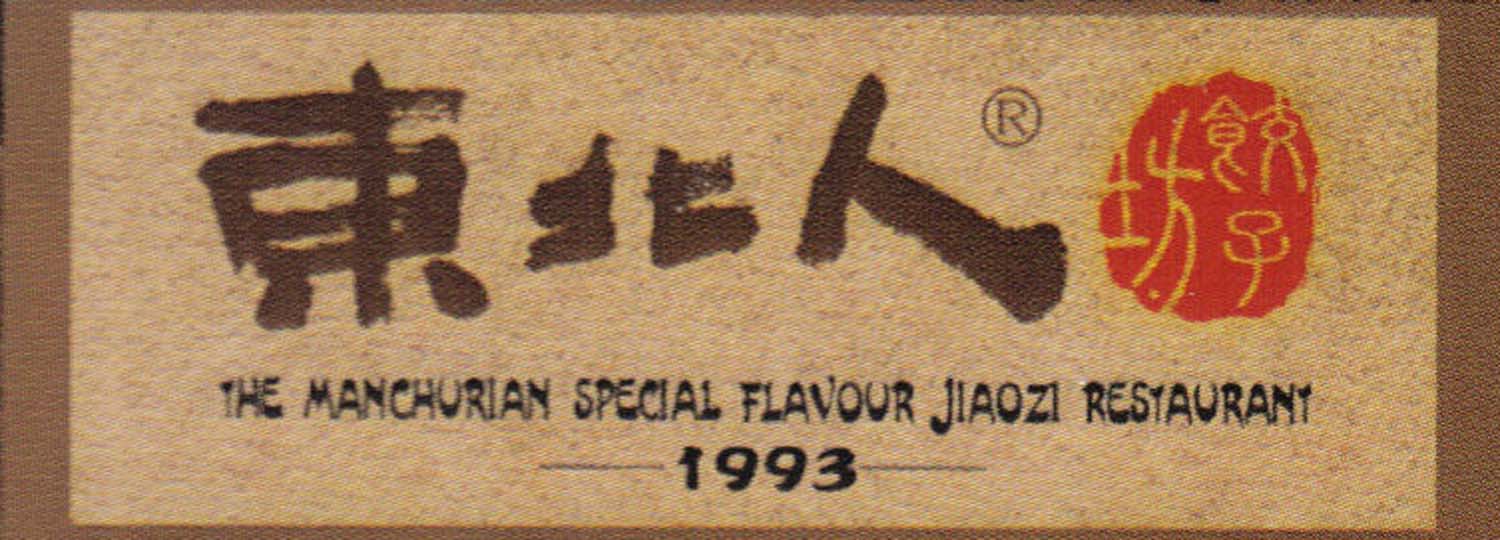 東北人® 餃子坊
THE MANCHURIAN SPECIAL FLAVOUR JIAOZI RESTAURANT
1993